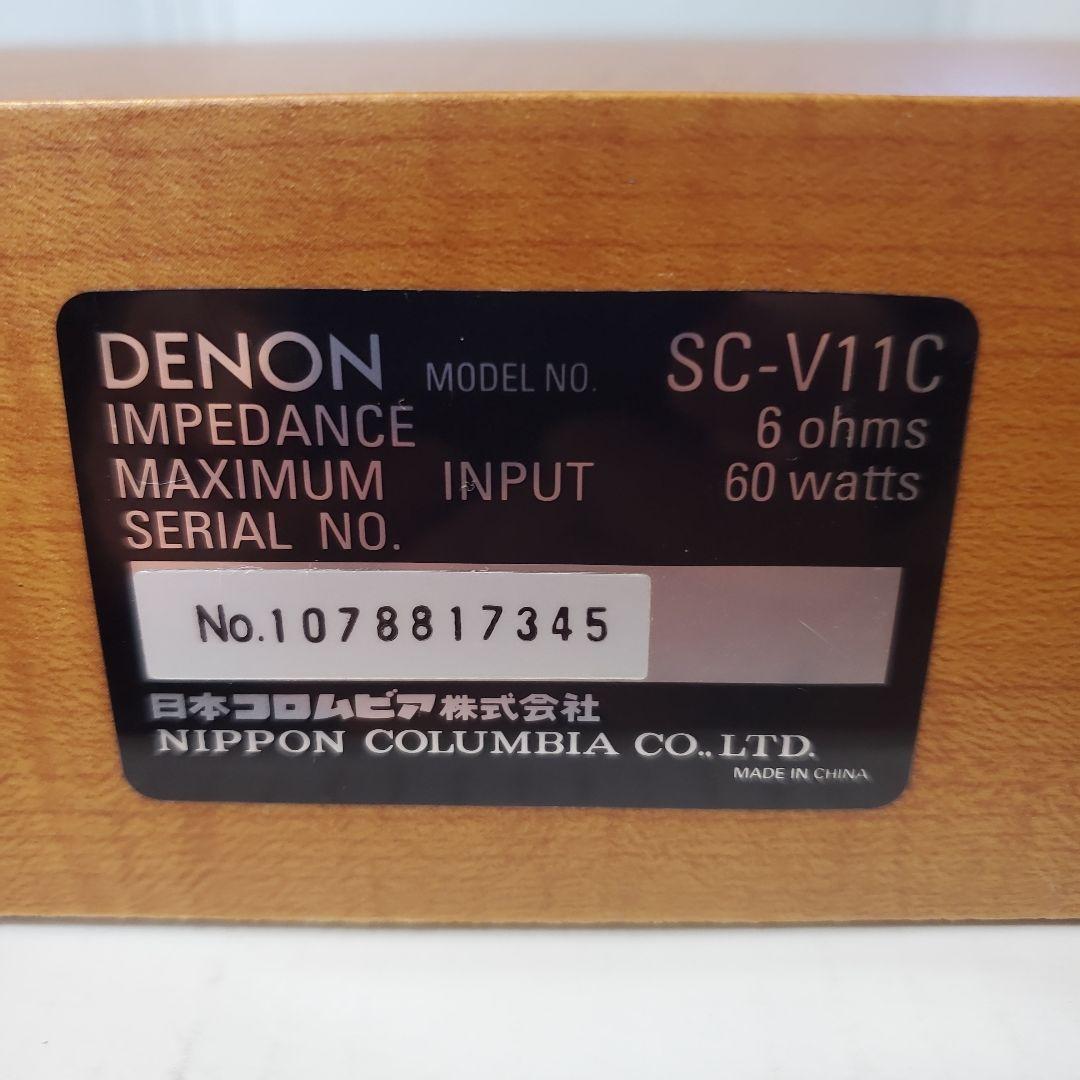 DENON MODEL NO. SC-V11C
IMPEDANCE 6 ohms
MAXIMUM INPUT 60 watts
SERIAL NO.
No.1078817345
日本コロムビア株式会社
NIPPON COLUMBIA CO.,LTD.
MADE IN CHINA